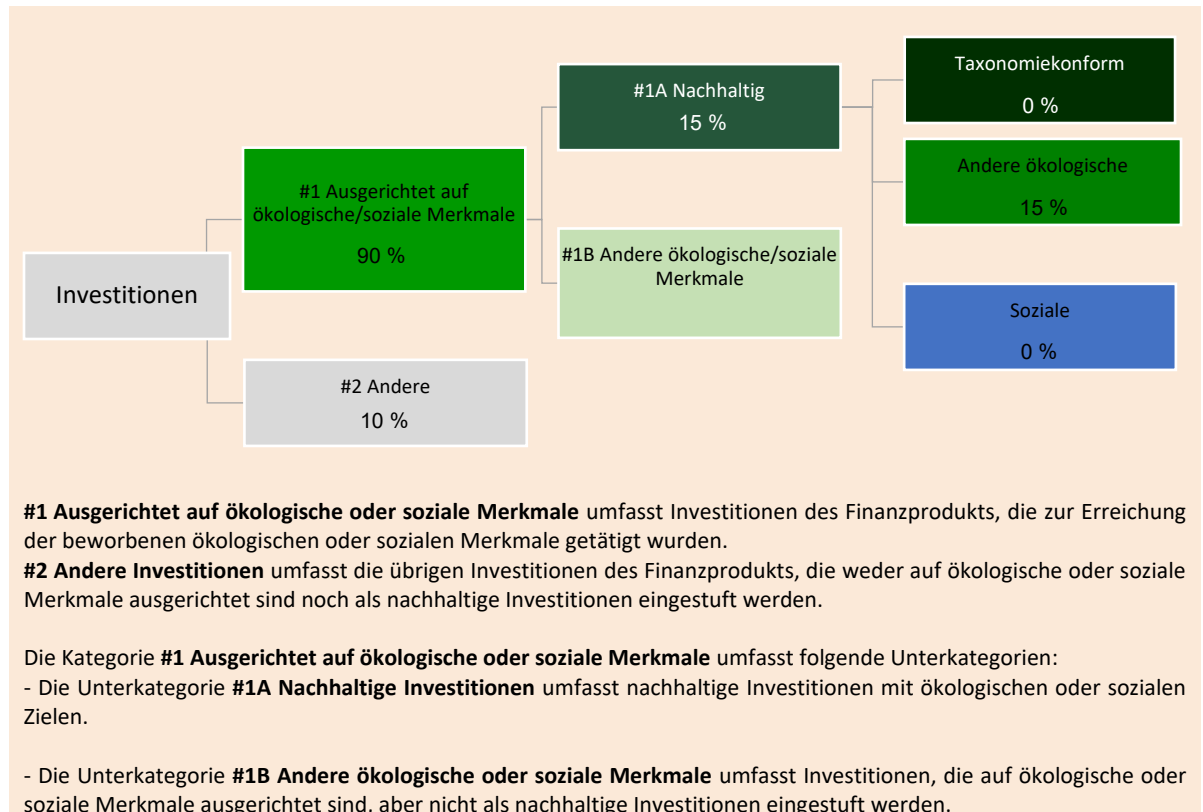 Taxonomiekonform
0 %
#1A Nachhaltig
15 %
Andere ökologische
15 %
#1 Ausgerichtet auf
ökologische/soziale Merkmale
90 %
#1B Andere ökologische/soziale
Merkmale
Investitionen
Soziale
0 %
#2 Andere
10 %
#1 Ausgerichtet auf ökologische oder soziale Merkmale umfasst Investitionen des Finanzprodukts, die zur Erreichung
der beworbenen ökologischen oder sozialen Merkmale getätigt wurden.
#2 Andere Investitionen umfasst die übrigen Investitionen des Finanzprodukts, die weder auf ökologische oder soziale
Merkmale ausgerichtet sind noch als nachhaltige Investitionen eingestuft werden.
Die Kategorie #1 Ausgerichtet auf ökologische oder soziale Merkmale umfasst folgende Unterkategorien:
- Die Unterkategorie #1A Nachhaltige Investitionen umfasst nachhaltige Investitionen mit ökologischen oder sozialen
Zielen.
- Die Unterkategorie #1B Andere ökologische oder soziale Merkmale umfasst Investitionen, die auf ökologische oder
soziale Merkmale ausgerichtet sind, aber nicht als nachhaltige Investitionen eingestuft werden.